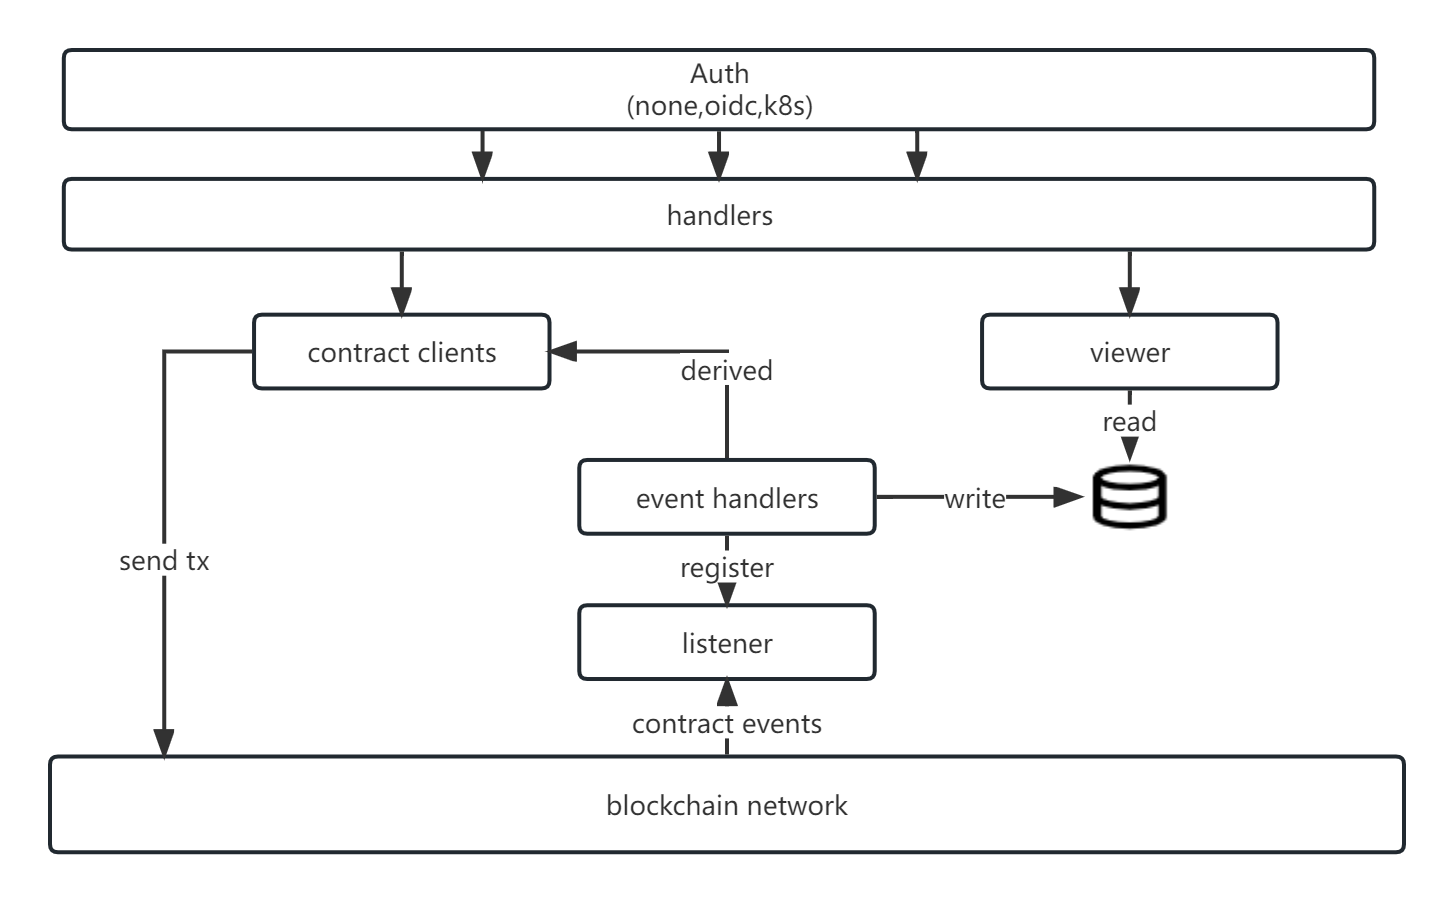 Auth
(none,oidc,k8s)
handlers
contract clients
viewer
derived
read
event handlers
write
send tx
register
listener
contract events
blockchain network